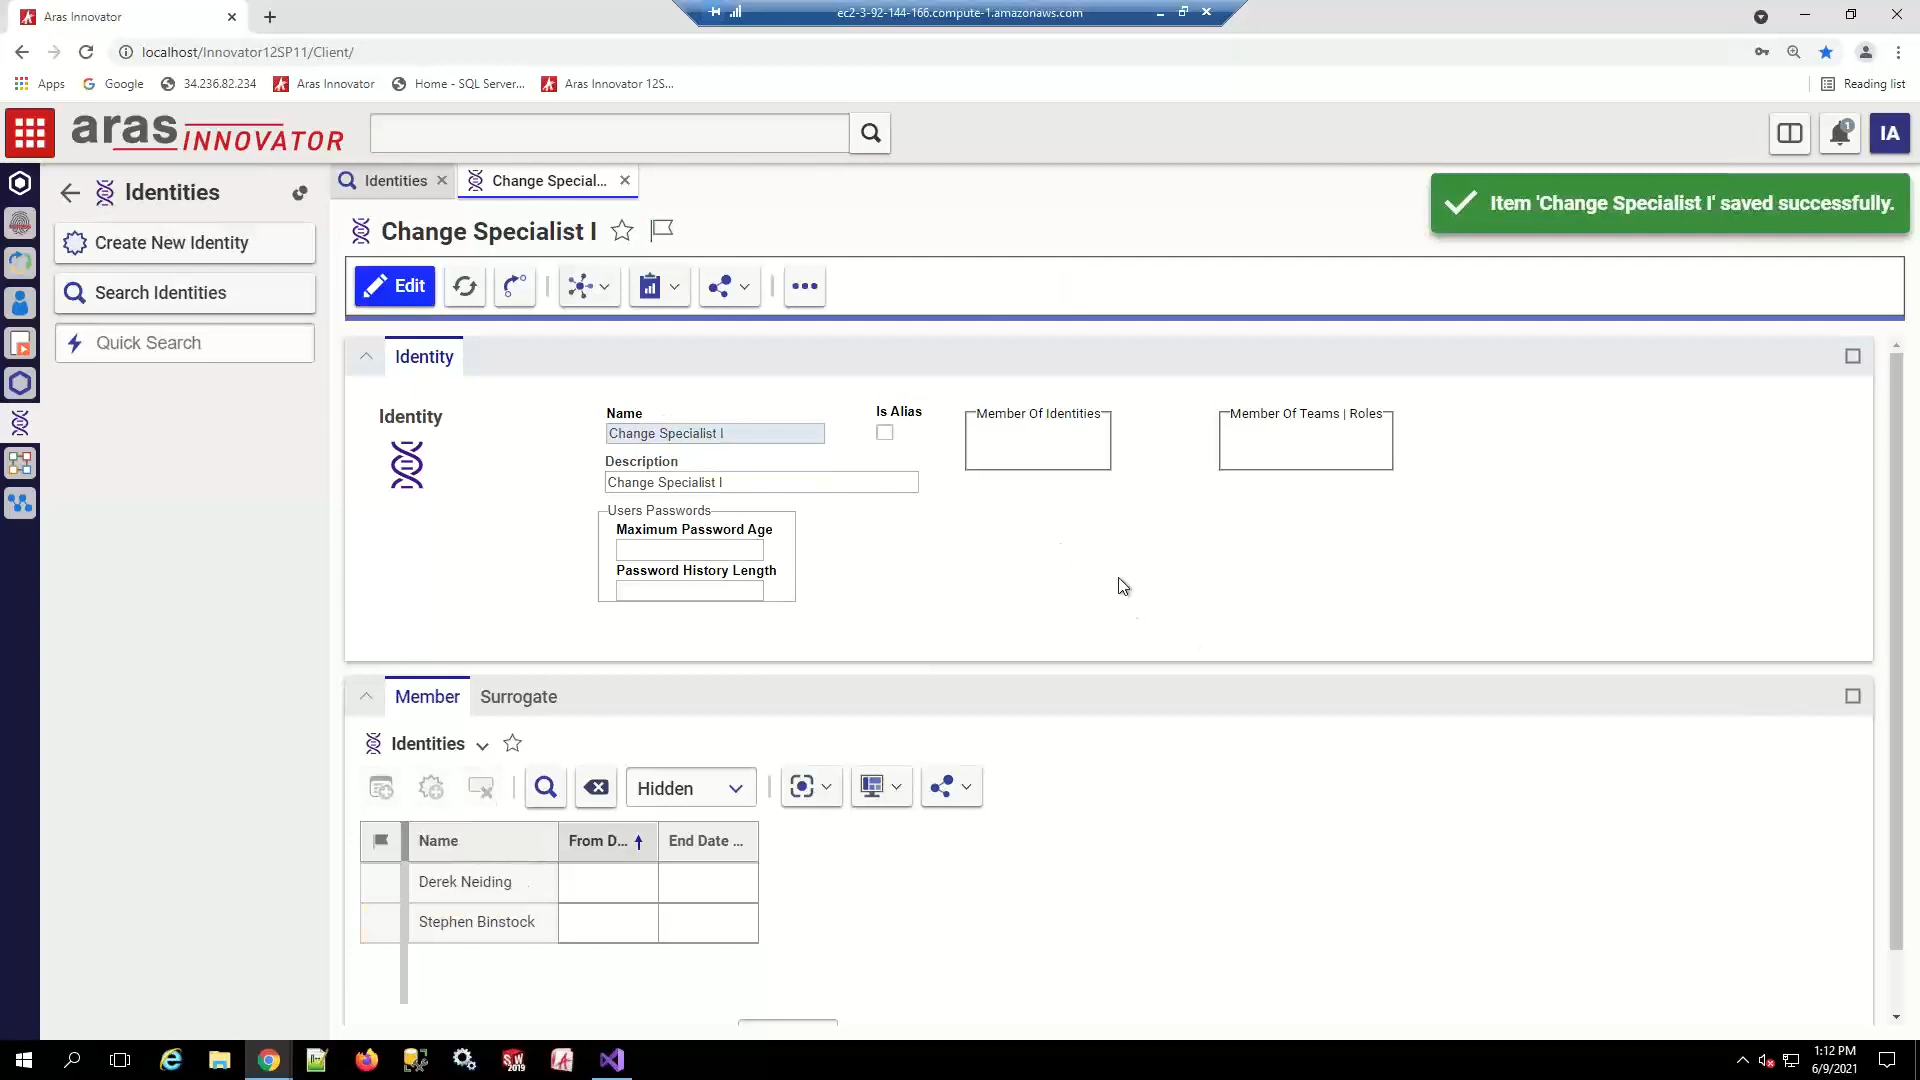 Aras Innovator
ec2-3-92-144-166.compute-1.amazonaws.com
localhost/Innovator12SP11/Client/
Apps
Google
34.236.82.234
Aras Innovator
Home - SQL Server...
Aras Innovator 12S...
Reading list
aras INNOVATOR
1
IA
Identities
Create New Identity
Search Identities
Quick Search
Identities
Change Special...
Item 'Change Specialist I' saved successfully.
Change Specialist I
Edit
Identity
Identity
Name
Change Specialist I
Is Alias
Member Of Identities
Member Of Teams | Roles
Description
Change Specialist I
Users Passwords
Maximum Password Age
Password History Length
Member
Surrogate
Identities
Hidden
Name
From D...
End Date ...
Derek Neiding
Stephen Binstock
SW
2019
1:12 PM
6/9/2021